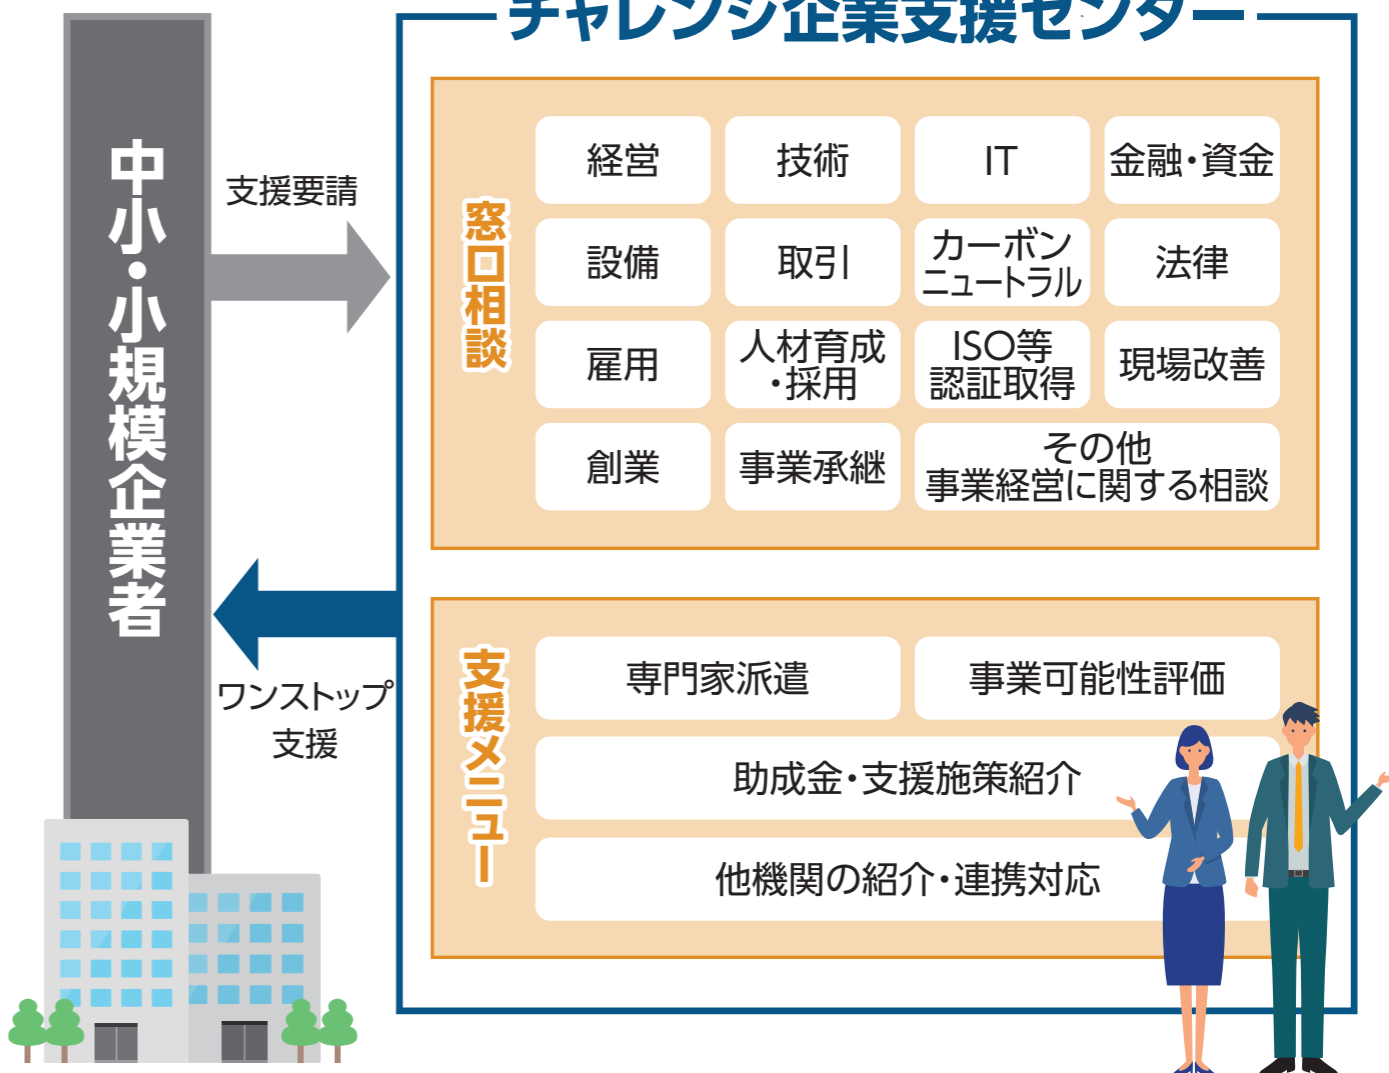 チャレンジ企業支援センター
中小・小規模企業者
支援要請
窓口相談
経営
技術
IT
金融・資金
設備
取引
カーボン
ニュートラル
法律
雇用
人材育成
・採用
ISO等
認証取得
現場改善
創業
事業承継
その他
事業経営に関する相談
ワンストップ
支援
支援メニュー
専門家派遣
事業可能性評価
助成金・支援施策紹介
他機関の紹介・連携対応